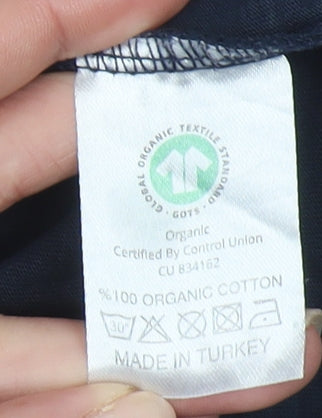 GLOBAL ORGANIC TEXTILE STANDARD
· GOTS ·
Organic
Certified By Control Union
CU 834162
%100 ORGANIC COTTON
30°
MADE IN TURKEY